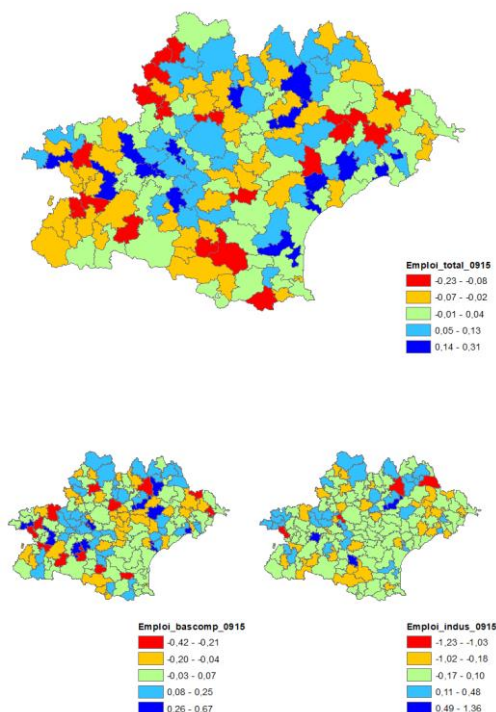 Emploi_total_0915
-0,23 - -0,08
-0,07 - -0,02
-0,01 - 0,04
0,05 - 0,13
0,14 - 0,31
Emploi_bascomp_0915
-0,42 - -0,21
-0,20 - -0,04
-0,03 - 0,07
0,08 - 0,25
0,26 - 0,67
Emploi_indus_0915
-1,23 - -1,03
-1,02 - -0,18
-0,17 - 0,10
0,11 - 0,48
0,49 - 1,36